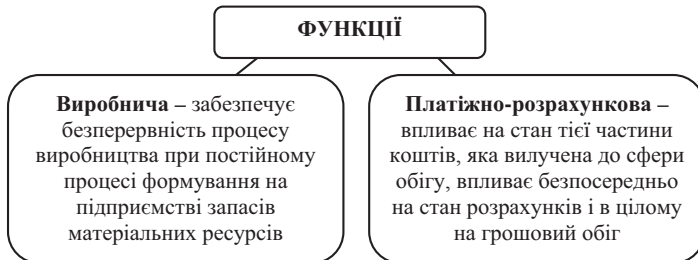 ФУНКЦІЇ
Виробнича – забезпечує
безперервність процесу
виробництва при постійному
процесі формування на
підприємстві запасів
матеріальних ресурсів
Платіжно-розрахункова –
впливає на стан тієї частини
коштів, яка вилучена до сфери
обігу, впливає безпосередньо
на стан розрахунків і в цілому
на грошовий обіг